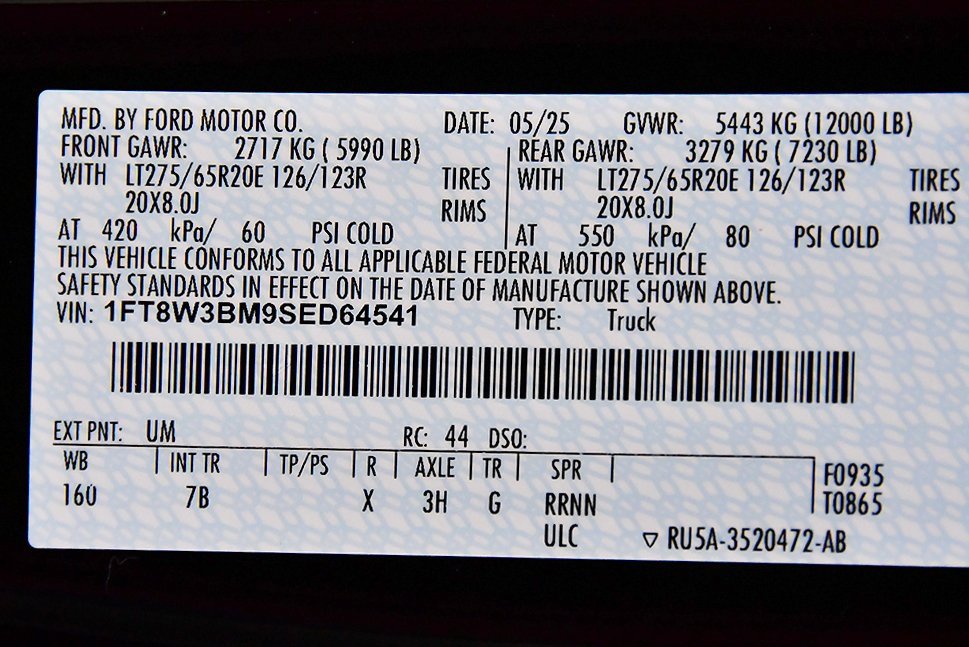 MFD. BY FORD MOTOR CO. DATE: 05/25 GVWR: 5443 KG (12000 LB)
FRONT GAWR: 2717 KG ( 5990 LB) REAR GAWR: 3279 KG ( 7230 LB)
WITH LT275/65R20E 126/123R TIRES WITH LT275/65R20E 126/123R TIRES
20X8.0J RIMS 20X8.0J RIMS
AT 420 kPa/ 60 PSI COLD AT 550 kPa/ 80 PSI COLD
THIS VEHICLE CONFORMS TO ALL APPLICABLE FEDERAL MOTOR VEHICLE
SAFETY STANDARDS IN EFFECT ON THE DATE OF MANUFACTURE SHOWN ABOVE.
VIN: 1FT8W3BM9SED64541 TYPE: Truck
EXT PNT: UM RC: 44 DSO:
WB INT TR TP/PS R AXLE TR SPR F0935
160 7B X 3H G RRNN T0865
ULC ▽ RU5A-3520472-AB